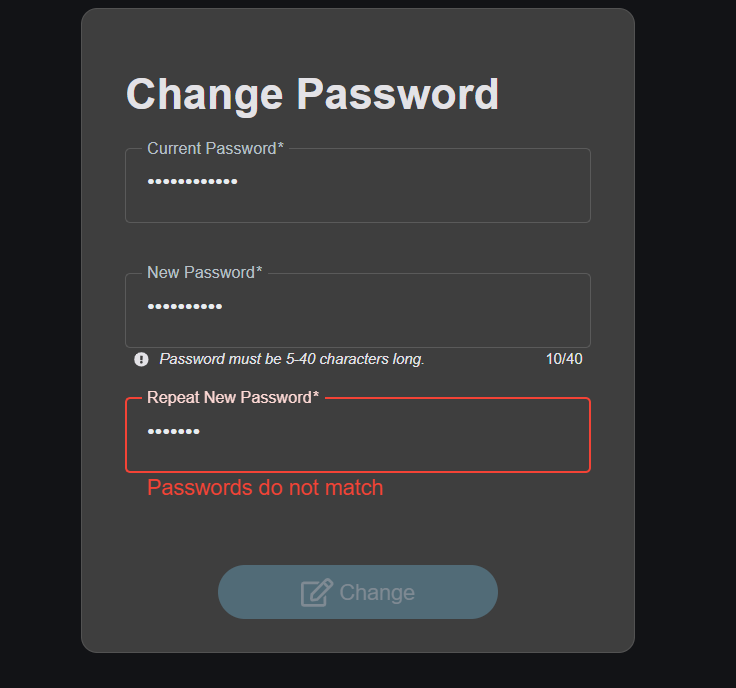 Change Password
Current Password*
••••••••••••
New Password*
••••••••••
Password must be 5-40 characters long. 10/40
Repeat New Password*
•••••••
Passwords do not match
Change